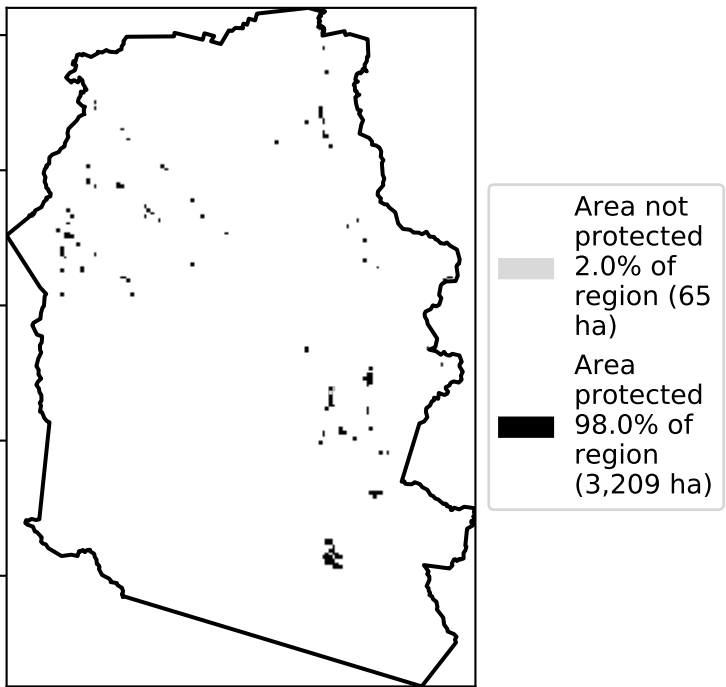 Area not
protected
2.0% of
region (65
ha)
Area
protected
98.0% of
region
(3,209 ha)